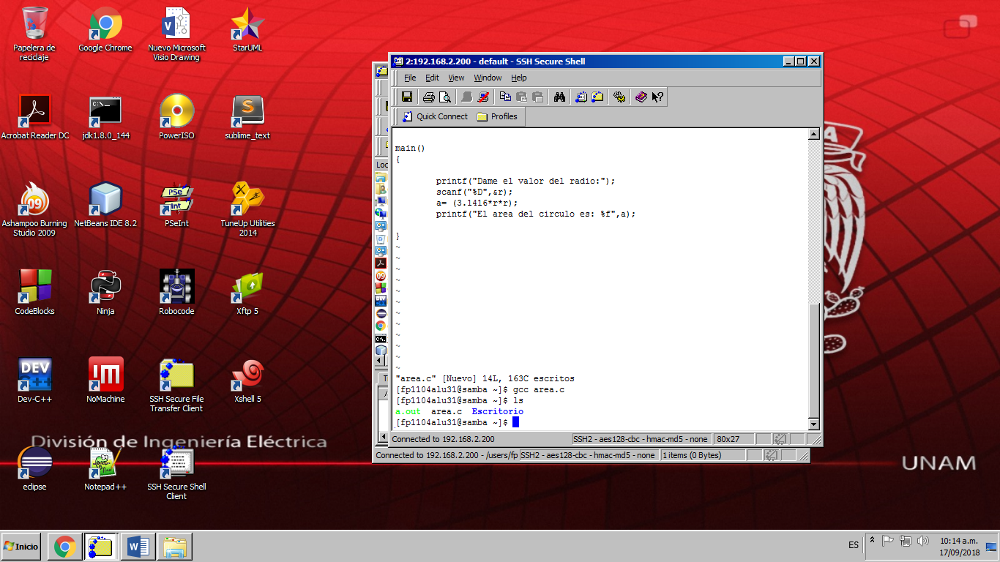 Papelera de
reciclaje
Google Chrome
Nuevo Microsoft
Visio Drawing
StarUML
Acrobat Reader DC
C:\_
jdk1.8.0_144
PowerISO
S
sublime_text
09
Ashampoo Burning
Studio 2009
NetBeans IDE 8.2
PSe
Int
PSeInt
TuneUp Utilities
2014
CodeBlocks
Ninja
Robocode
Xftp 5
DEV
Dev-C++
NoMachine
SSH Secure File
Transfer Client
Xshell 5
División de Ingeniería Eléctrica
eclipse
Notepad++
SSH Secure Shell
Client
2:192.168.2.200 - default - SSH Secure Shell
File Edit View Window Help
Quick Connect Profiles
Loc
main()
{
printf("Dame el valor del radio:");
scanf("%D",&r);
a= (3.1416*r*r);
printf("El area del circulo es: %f",a);
}
~
~
~
~
~
~
~
~
~
~
~
~
"area.c" [Nuevo] 14L, 163C escritos
[fp1104alu31@samba ~]$ gcc area.c
[fp1104alu31@samba ~]$ ls
a.out area.c Escritorio
[fp1104alu31@samba ~]$
Connected to 192.168.2.200 SSH2 - aes128-cbc - hmac-md5 - none 80x27
Connected to 192.168.2.200 - /users/fp SSH2 - aes128-cbc - hmac-md5 - none 1 items (0 Bytes)
UNAM
Inicio
ES
10:14 a.m.
17/09/2018